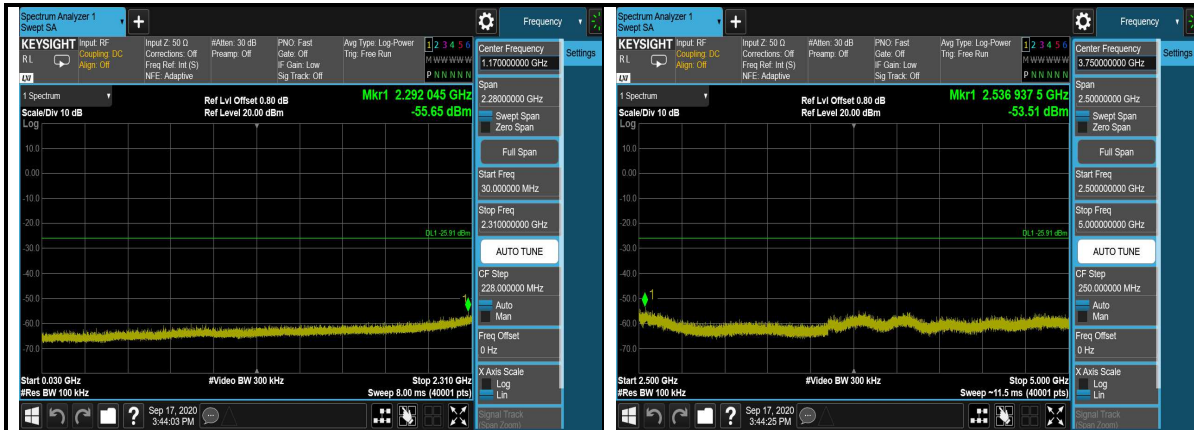 Spectrum Analyzer 1
Swept SA
+
Frequency
KEYSIGHT
RL
LXI
Input: RF
Coupling: DC
Align: Off
Input Z: 50 Ω
Corrections: Off
Freq Ref: Int (S)
NFE: Adaptive
#Atten: 30 dB
Preamp: Off
PNO: Fast
Gate: Off
IF Gain: Low
Sig Track: Off
Avg Type: Log-Power
Trig: Free Run
1 2 3 4 5 6
M W W W W W
P N N N N N
1 Spectrum
Scale/Div 10 dB
Log
Ref Lvl Offset 0.80 dB
Ref Level 20.00 dBm
Mkr1 2.292 045 GHz
-55.65 dBm
10.0
0.00
-10.0
-20.0
-30.0
-40.0
-50.0
-60.0
-70.0
DL1 -25.91 dBm
1
Start 0.030 GHz
#Res BW 100 kHz
#Video BW 300 kHz
Stop 2.310 GHz
Sweep 8.00 ms (40001 pts)
?
Sep 17, 2020
3:44:03 PM
Center Frequency
1.170000000 GHz
Span
2.28000000 GHz
Swept Span
Zero Span
Full Span
Start Freq
30.000000 MHz
Stop Freq
2.310000000 GHz
AUTO TUNE
CF Step
228.000000 MHz
Auto
Man
Freq Offset
0 Hz
X Axis Scale
Log
Lin
Signal Track
(Span Zoom)
Settings
Spectrum Analyzer 1
Swept SA
+
Frequency
KEYSIGHT
RL
LXI
Input: RF
Coupling: DC
Align: Off
Input Z: 50 Ω
Corrections: Off
Freq Ref: Int (S)
NFE: Adaptive
#Atten: 30 dB
Preamp: Off
PNO: Fast
Gate: Off
IF Gain: Low
Sig Track: Off
Avg Type: Log-Power
Trig: Free Run
1 2 3 4 5 6
M W W W W W
P N N N N N
1 Spectrum
Scale/Div 10 dB
Log
Ref Lvl Offset 0.80 dB
Ref Level 20.00 dBm
Mkr1 2.536 937 5 GHz
-53.51 dBm
10.0
0.00
-10.0
-20.0
-30.0
-40.0
-50.0
-60.0
-70.0
DL1 -25.91 dBm
1
Start 2.500 GHz
#Res BW 100 kHz
#Video BW 300 kHz
Stop 5.000 GHz
Sweep ~11.5 ms (40001 pts)
?
Sep 17, 2020
3:44:25 PM
Center Frequency
3.750000000 GHz
Span
2.50000000 GHz
Swept Span
Zero Span
Full Span
Start Freq
2.500000000 GHz
Stop Freq
5.000000000 GHz
AUTO TUNE
CF Step
250.000000 MHz
Auto
Man
Freq Offset
0 Hz
X Axis Scale
Log
Lin
Signal Track
(Span Zoom)
Settings